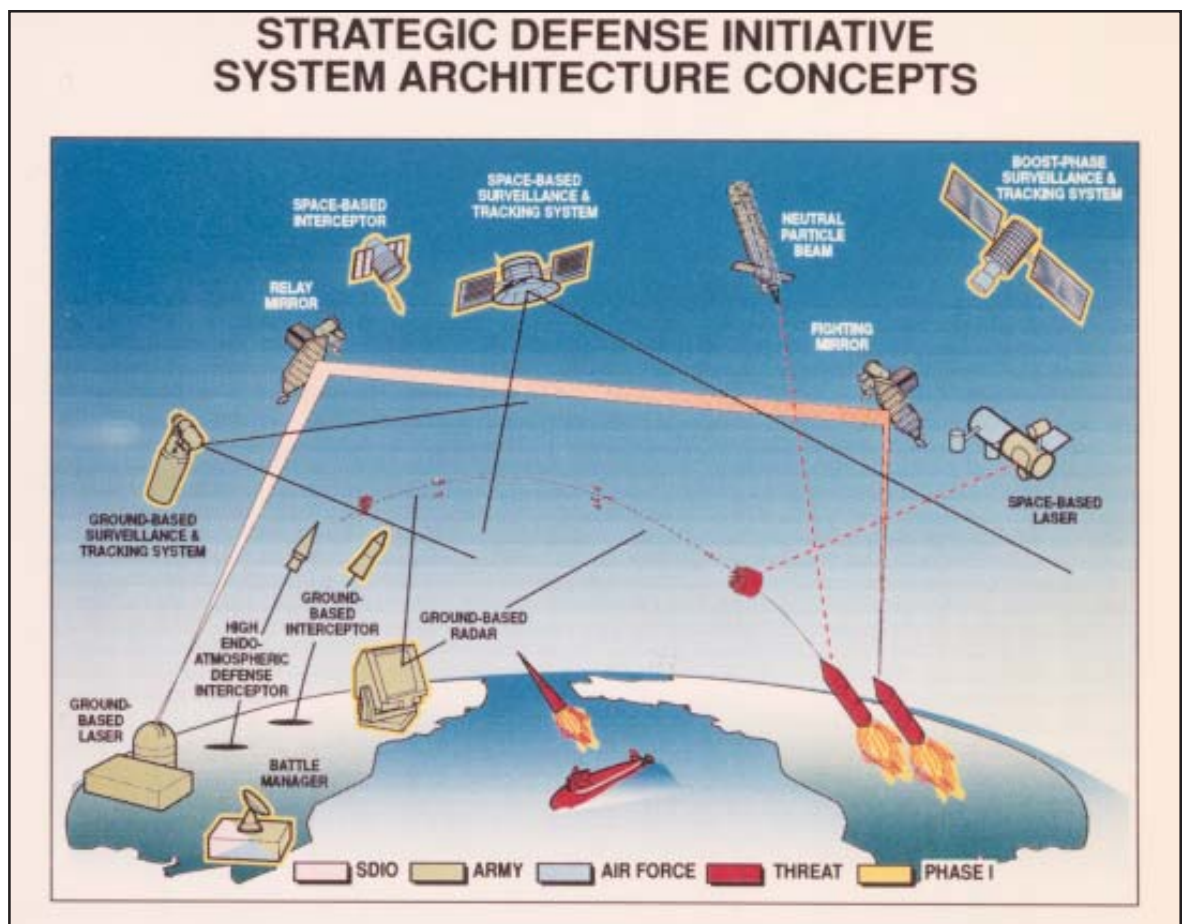 STRATEGIC DEFENSE INITIATIVE
SYSTEM ARCHITECTURE CONCEPTS
SPACE-BASED
INTERCEPTOR
SPACE-BASED
SURVEILLANCE &
TRACKING SYSTEM
NEUTRAL
PARTICLE
BEAM
BOOST-PHASE
SURVEILLANCE &
TRACKING SYSTEM
RELAY
MIRROR
FIGHTING
MIRROR
GROUND-BASED
SURVEILLANCE &
TRACKING SYSTEM
SPACE-BASED
LASER
HIGH
ENDO-
ATMOSPHERIC
DEFENSE
INTERCEPTOR
GROUND-
BASED
INTERCEPTOR
GROUND-BASED
RADAR
GROUND-
BASED
LASER
BATTLE
MANAGER
SDIO
ARMY
AIR FORCE
THREAT
PHASE I